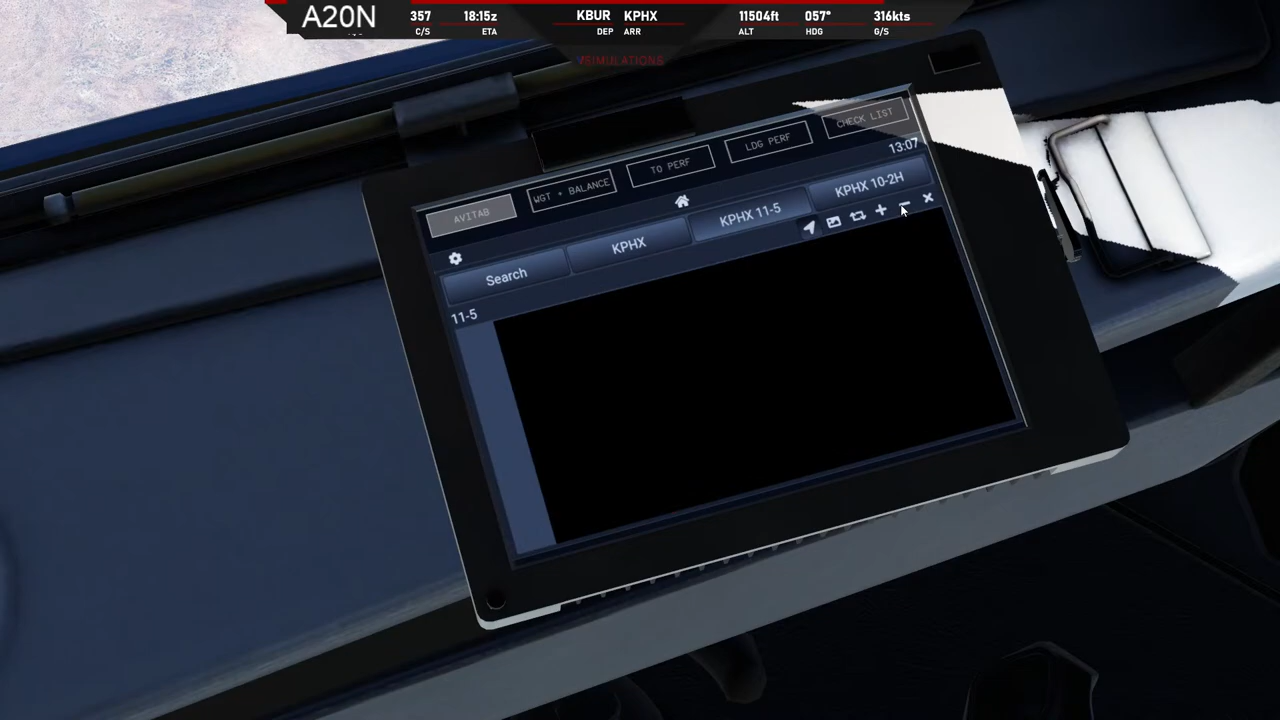 A20N
357
18:15z
KBUR
KPHX
11504ft
057°
316kts
C/S
ETA
DEP
ARR
ALT
HDG
G/S
VSIMULATIONS
AVITAB
WGT + BALANCE
TO PERF
LDG PERF
CHECK LIST
13:07
Search
KPHX
KPHX 11-5
KPHX 10-2H
11-5